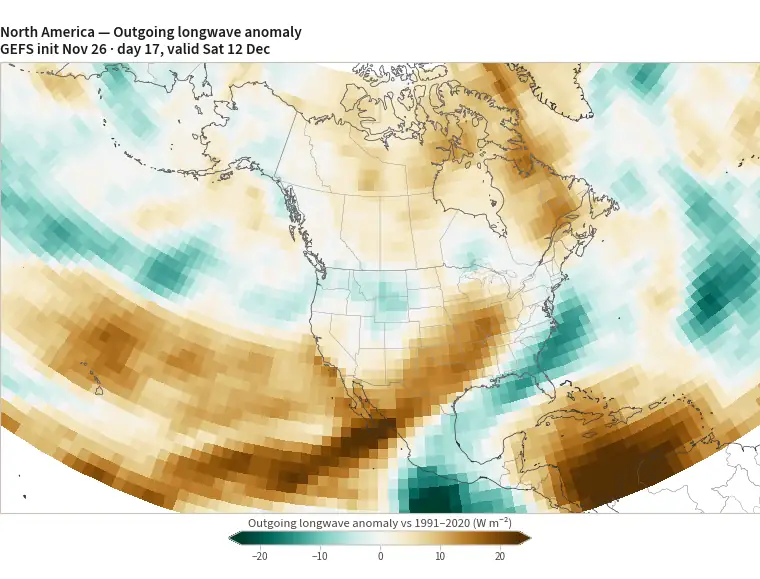 North America — Outgoing longwave anomaly
GEFS init Nov 26 · day 17, valid Sat 12 Dec
Outgoing longwave anomaly vs 1991–2020 (W m⁻²)
−20 −10 0 10 20